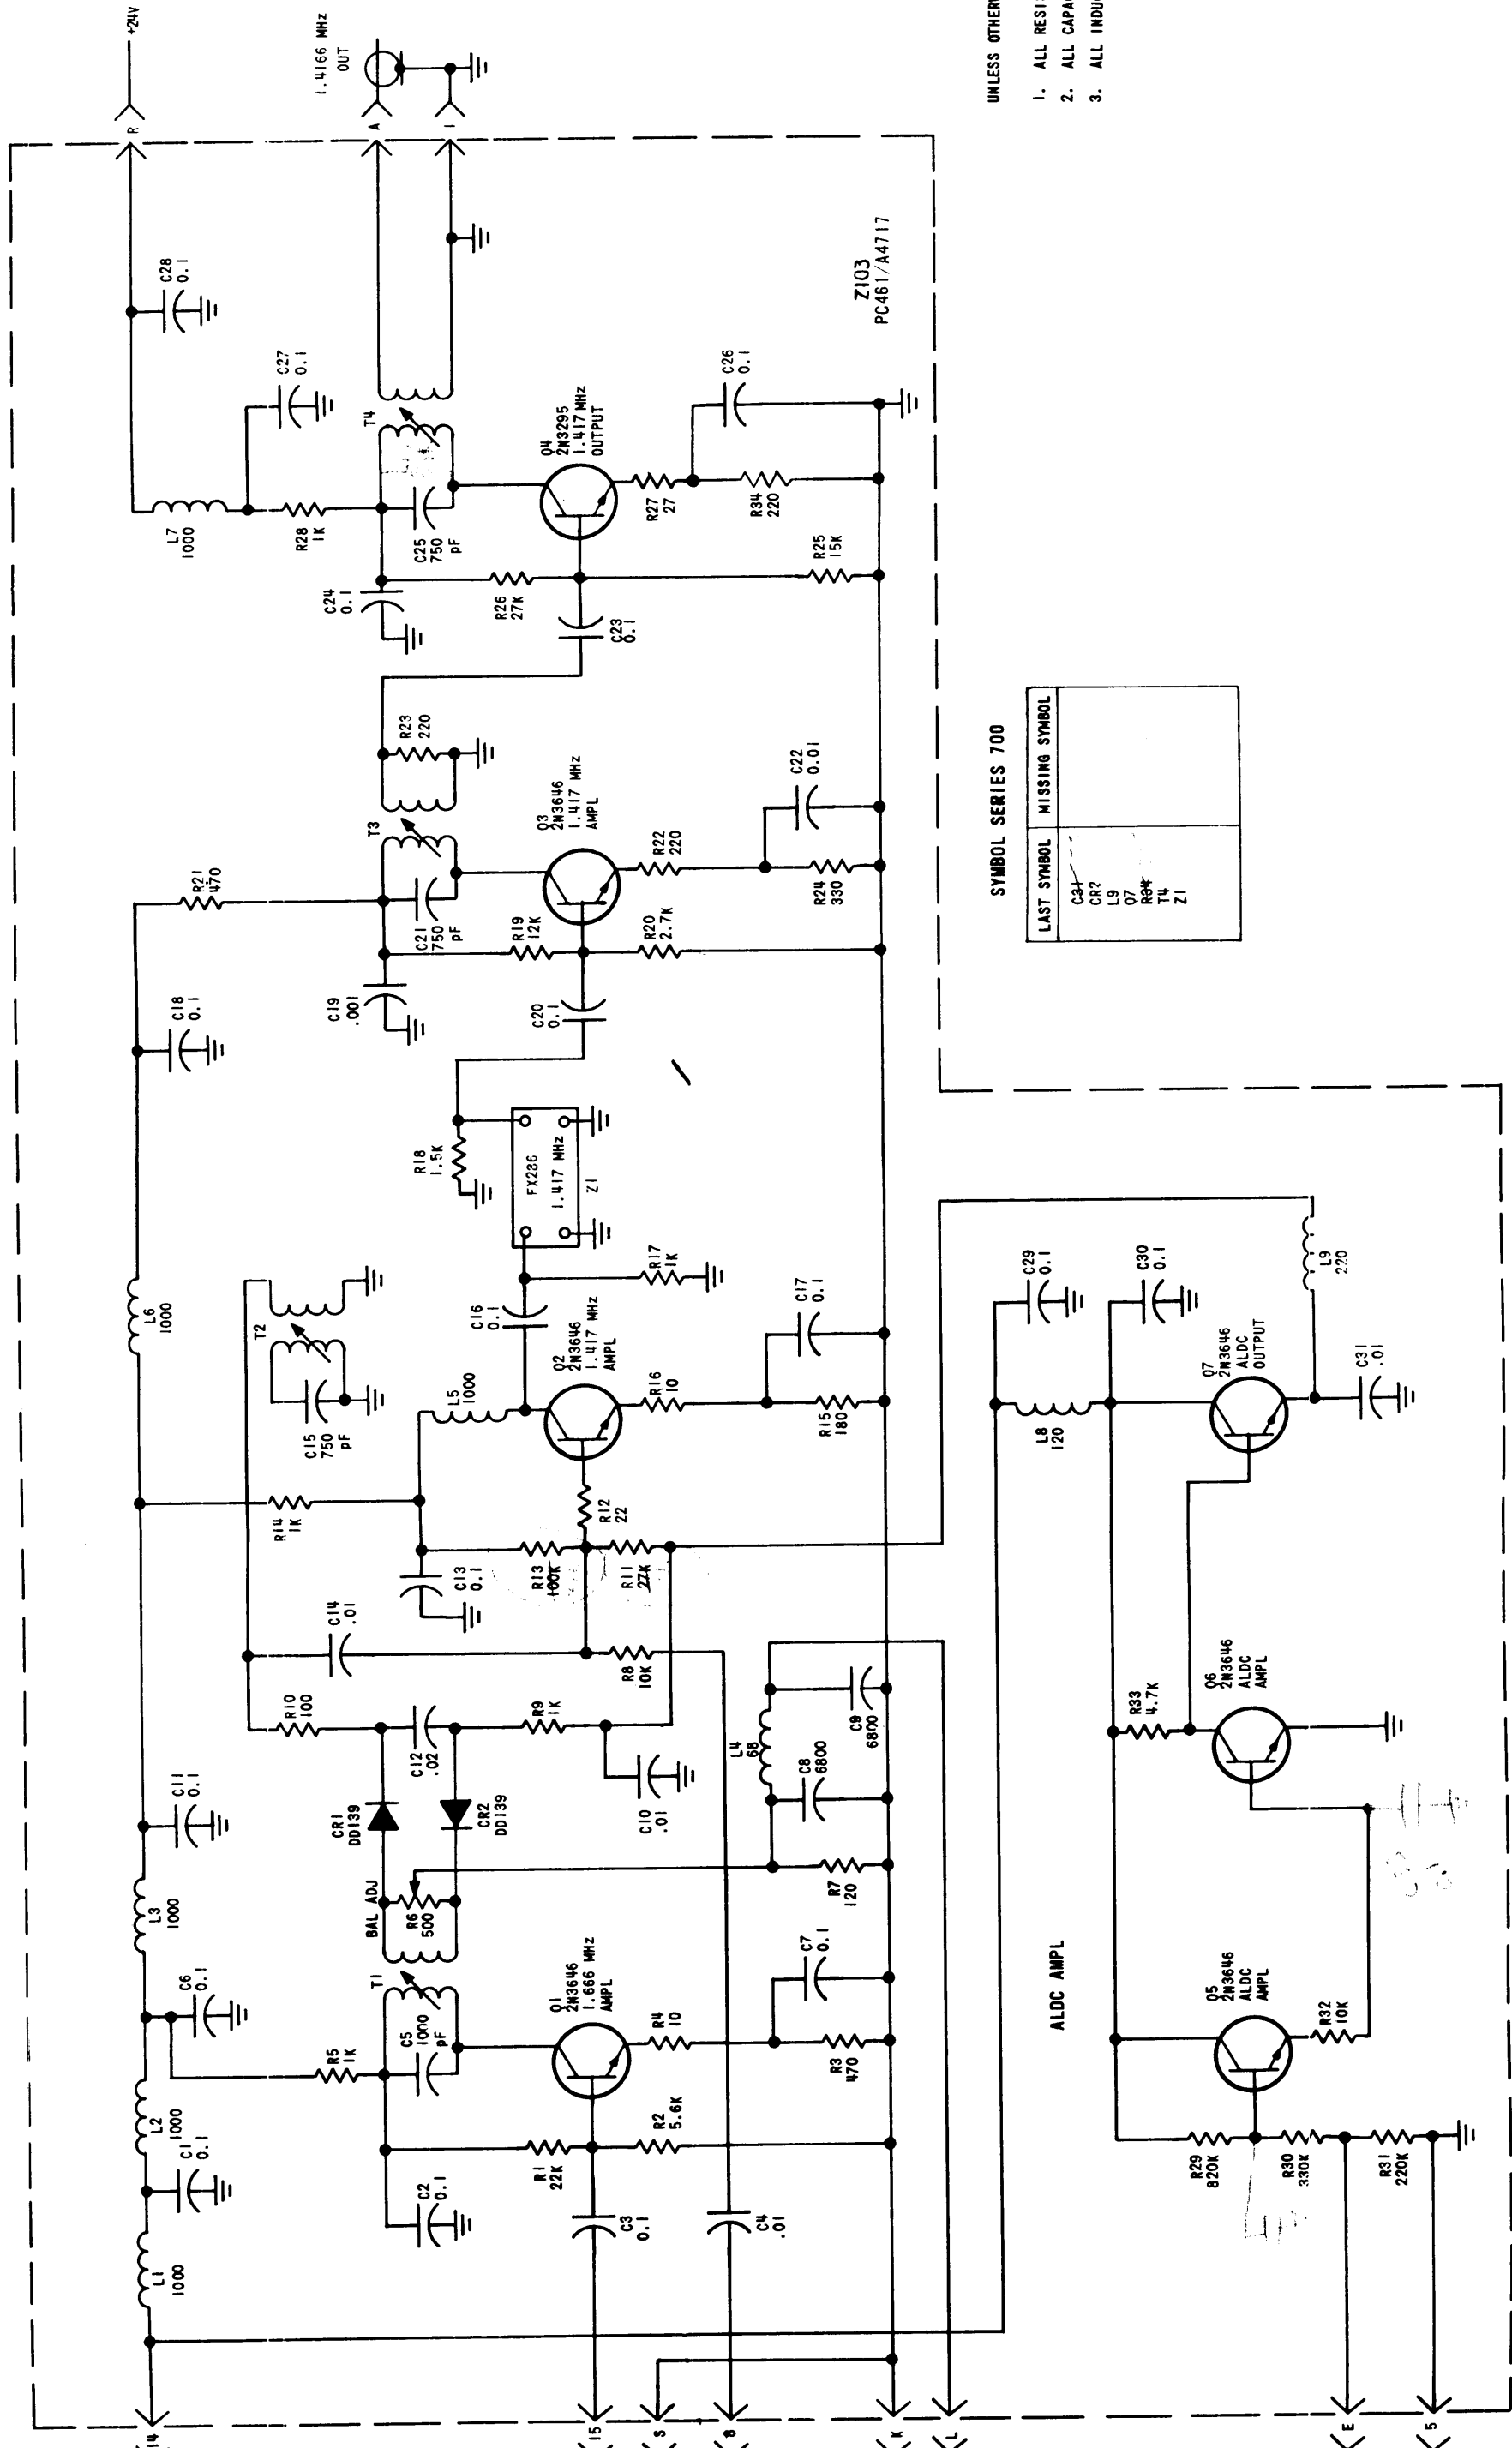 +24V
R
1.4166 MHz
OUT
A
I
UNLESS OTHER
1. ALL RESI
2. ALL CAPA
3. ALL INDU
C28
0.1
C27
0.1
L7
1000
R28
1K
T4
C25
750
pF
C24
0.1
R26
27K
Q4
2N3295
1.417 MHz
OUTPUT
R27
27
C26
0.1
R34
220
R25
15K
C23
0.1
Z103
PC461/A4717
R21
470
R23
220
T3
C21
750
pF
C19
.001
R19
12K
Q3
2N3646
1.417 MHz
AMPL
R22
220
R20
2.7K
C22
0.01
R24
330
C20
0.1
C18
0.1
R18
1.5K
FX286
1.417 MHz
Z1
R17
1K
C16
0.1
L6
1000
T2
C15
750
pF
L5
1000
Q2
2N3646
1.417 MHz
AMPL
R16
10
C17
0.1
R15
180
R14
1K
R12
22
C13
0.1
R13
100K
R11
27K
C14
.01
R8
10K
R10
100
C12
.02
R9
1K
C10
.01
CR1
DD139
CR2
DD139
C11
0.1
L4
68
C8
6800
C9
6800
BAL ADJ
R6
500
R7
120
L3
1000
C6
0.1
R5
1K
T1
C5
1000
pF
Q1
2N3646
1.666 MHz
AMPL
R4
10
C7
0.1
R3
470
L2
1000
C1
0.1
C2
0.1
R1
22K
R2
5.6K
C3
0.1
C4
.01
L1
1000
14
15
S
8
K
L
E
5
SYMBOL SERIES 700
LAST SYMBOL MISSING SYMBOL
C31
CR2
L9
Q7
R34
T4
Z1
C29
0.1
C30
0.1
L8
120
L9
220
Q7
2N3646
ALDC
OUTPUT
C31
.01
R33
4.7K
Q6
2N3646
ALDC
AMPL
ALDC AMPL
Q5
2N3646
ALDC
AMPL
R32
10K
R29
820K
R30
330K
R31
220K